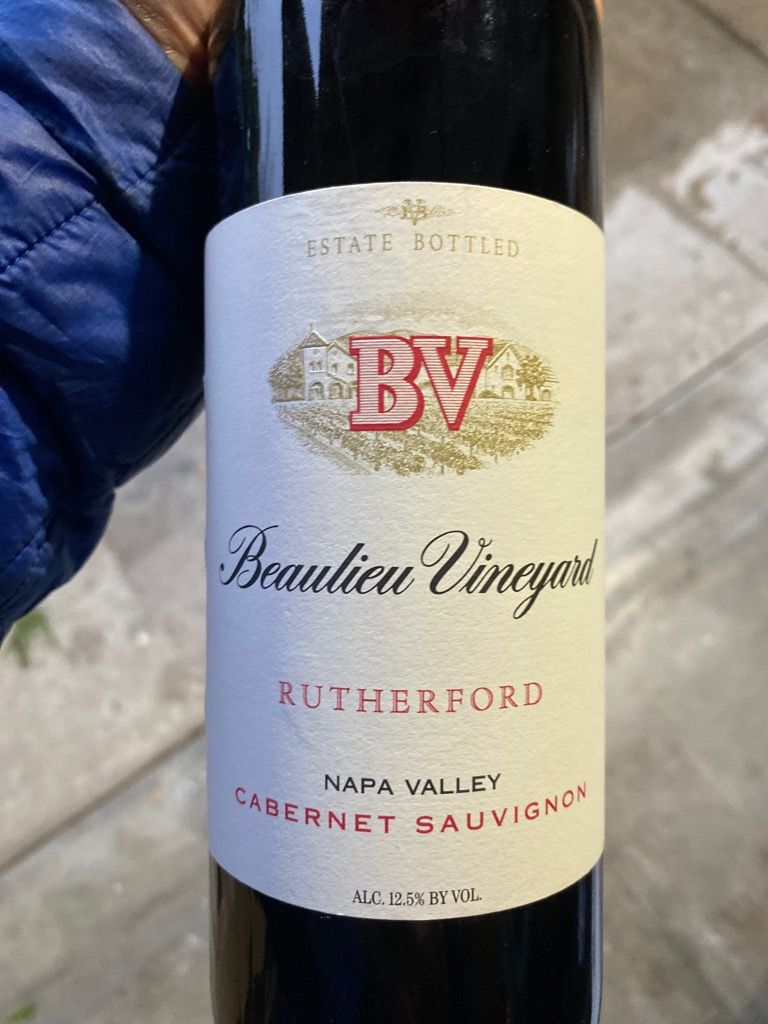 ESTATE BOTTLED
BV
Beaulieu Vineyard
RUTHERFORD
NAPA VALLEY
CABERNET SAUVIGNON
ALC. 12.5% BY VOL.